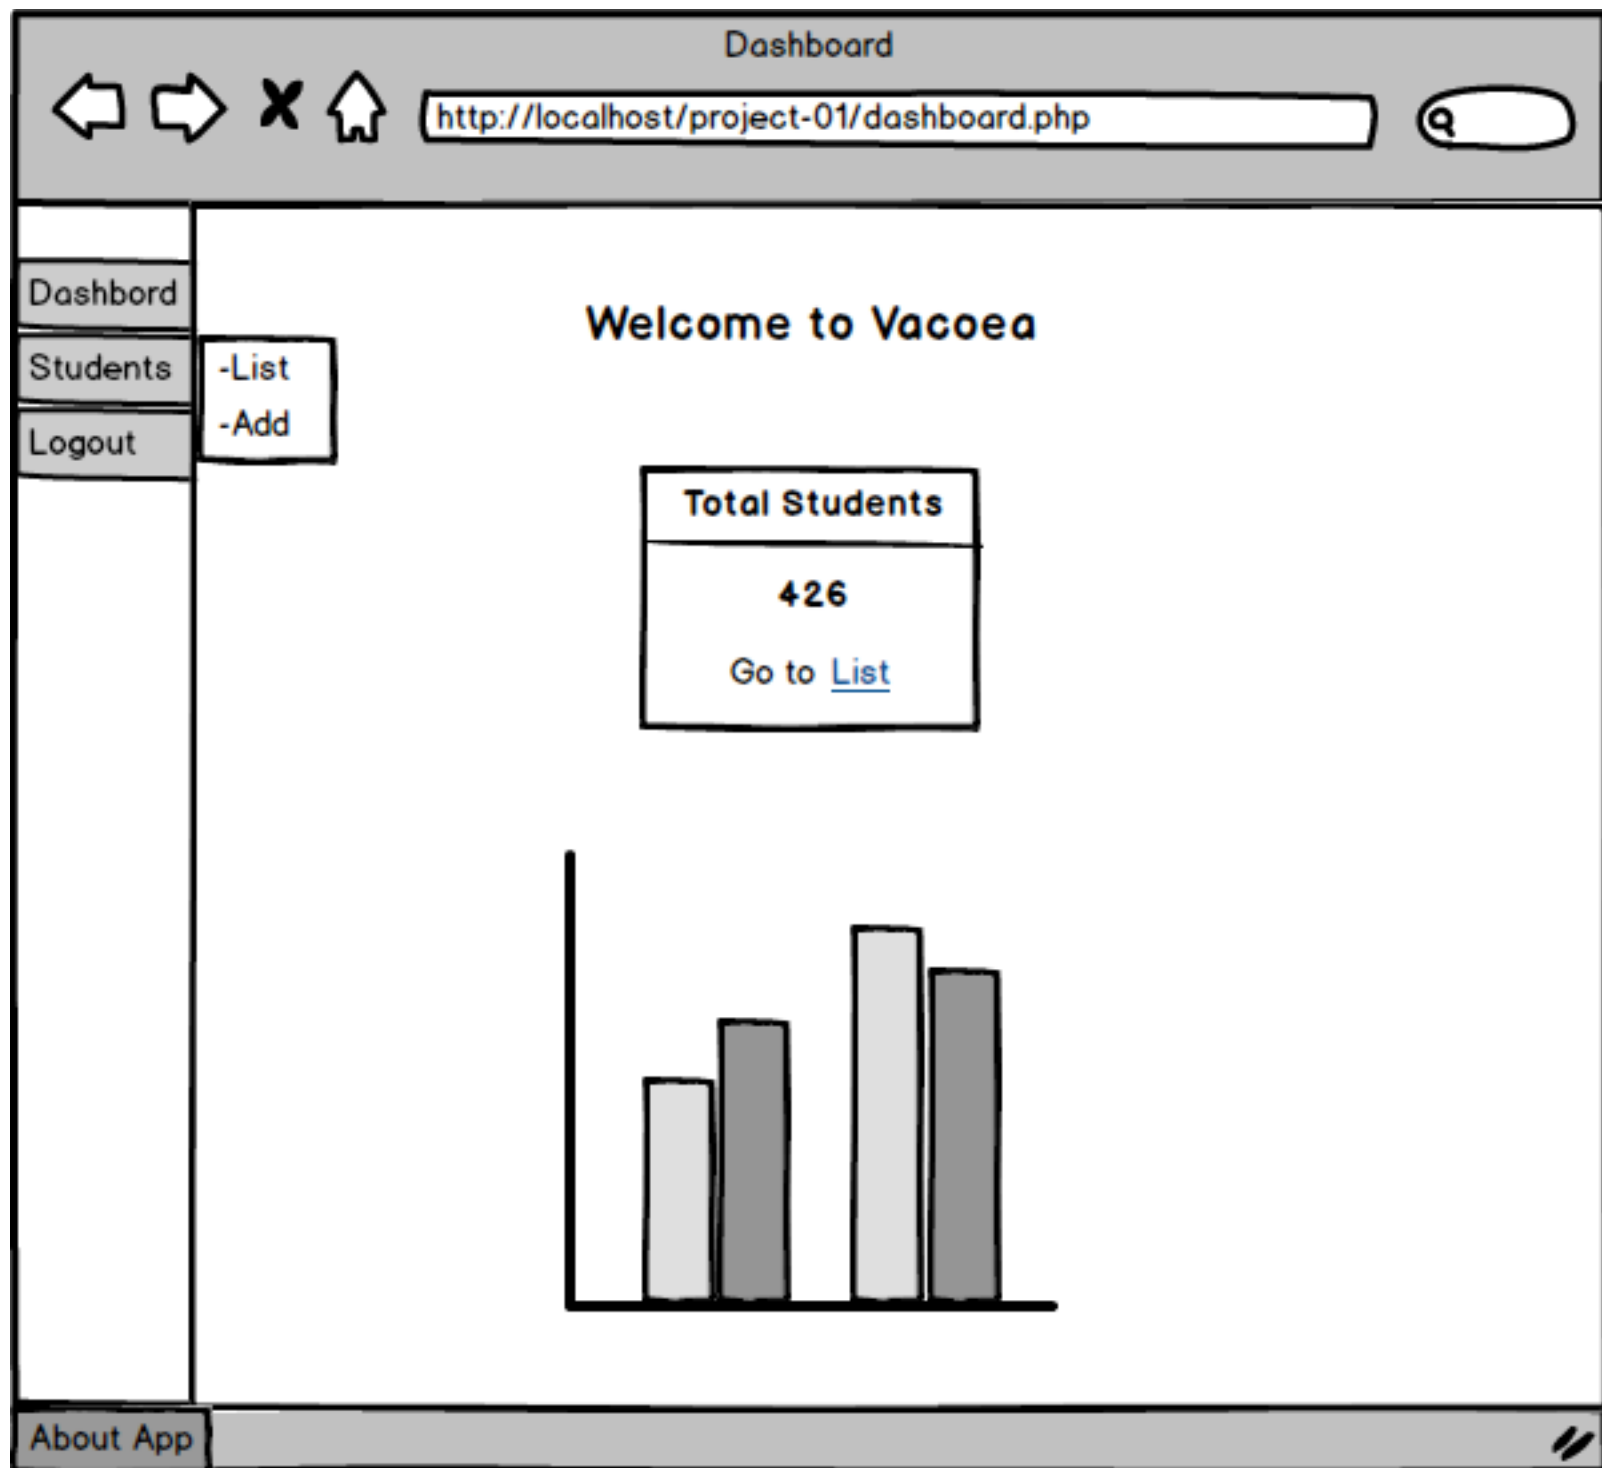 Dashboard
http://localhost/project-01/dashboard.php
Dashbord
Students
Logout
-List
-Add
Welcome to Vacoea
Total Students
426
Go to List
About App